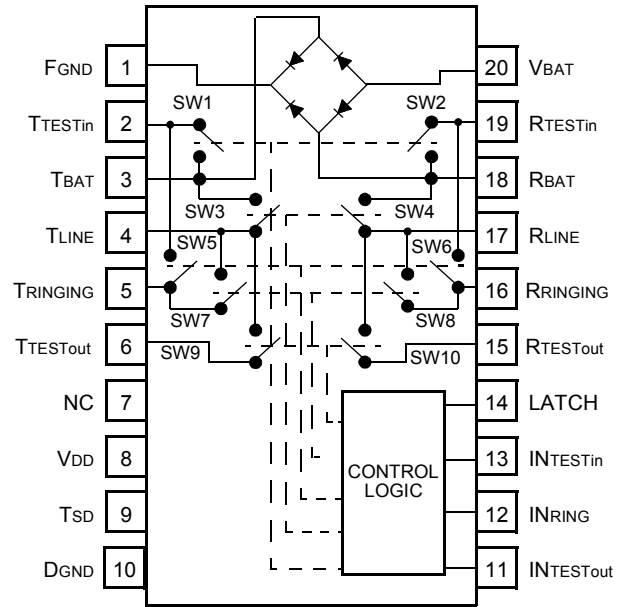 FGND 1
20 VBAT
SW1
SW2
TTESTin 2
19 RTESTin
TBAT 3
18 RBAT
SW3
SW4
TLINE 4
17 RLINE
SW5
SW6
TRINGING 5
16 RRINGING
SW7
SW8
TTESTout 6
15 RTESTout
SW9
SW10
NC 7
14 LATCH
VDD 8
13 INTESTin
CONTROL
LOGIC
TSD 9
12 INRING
DGND 10
11 INTESTout